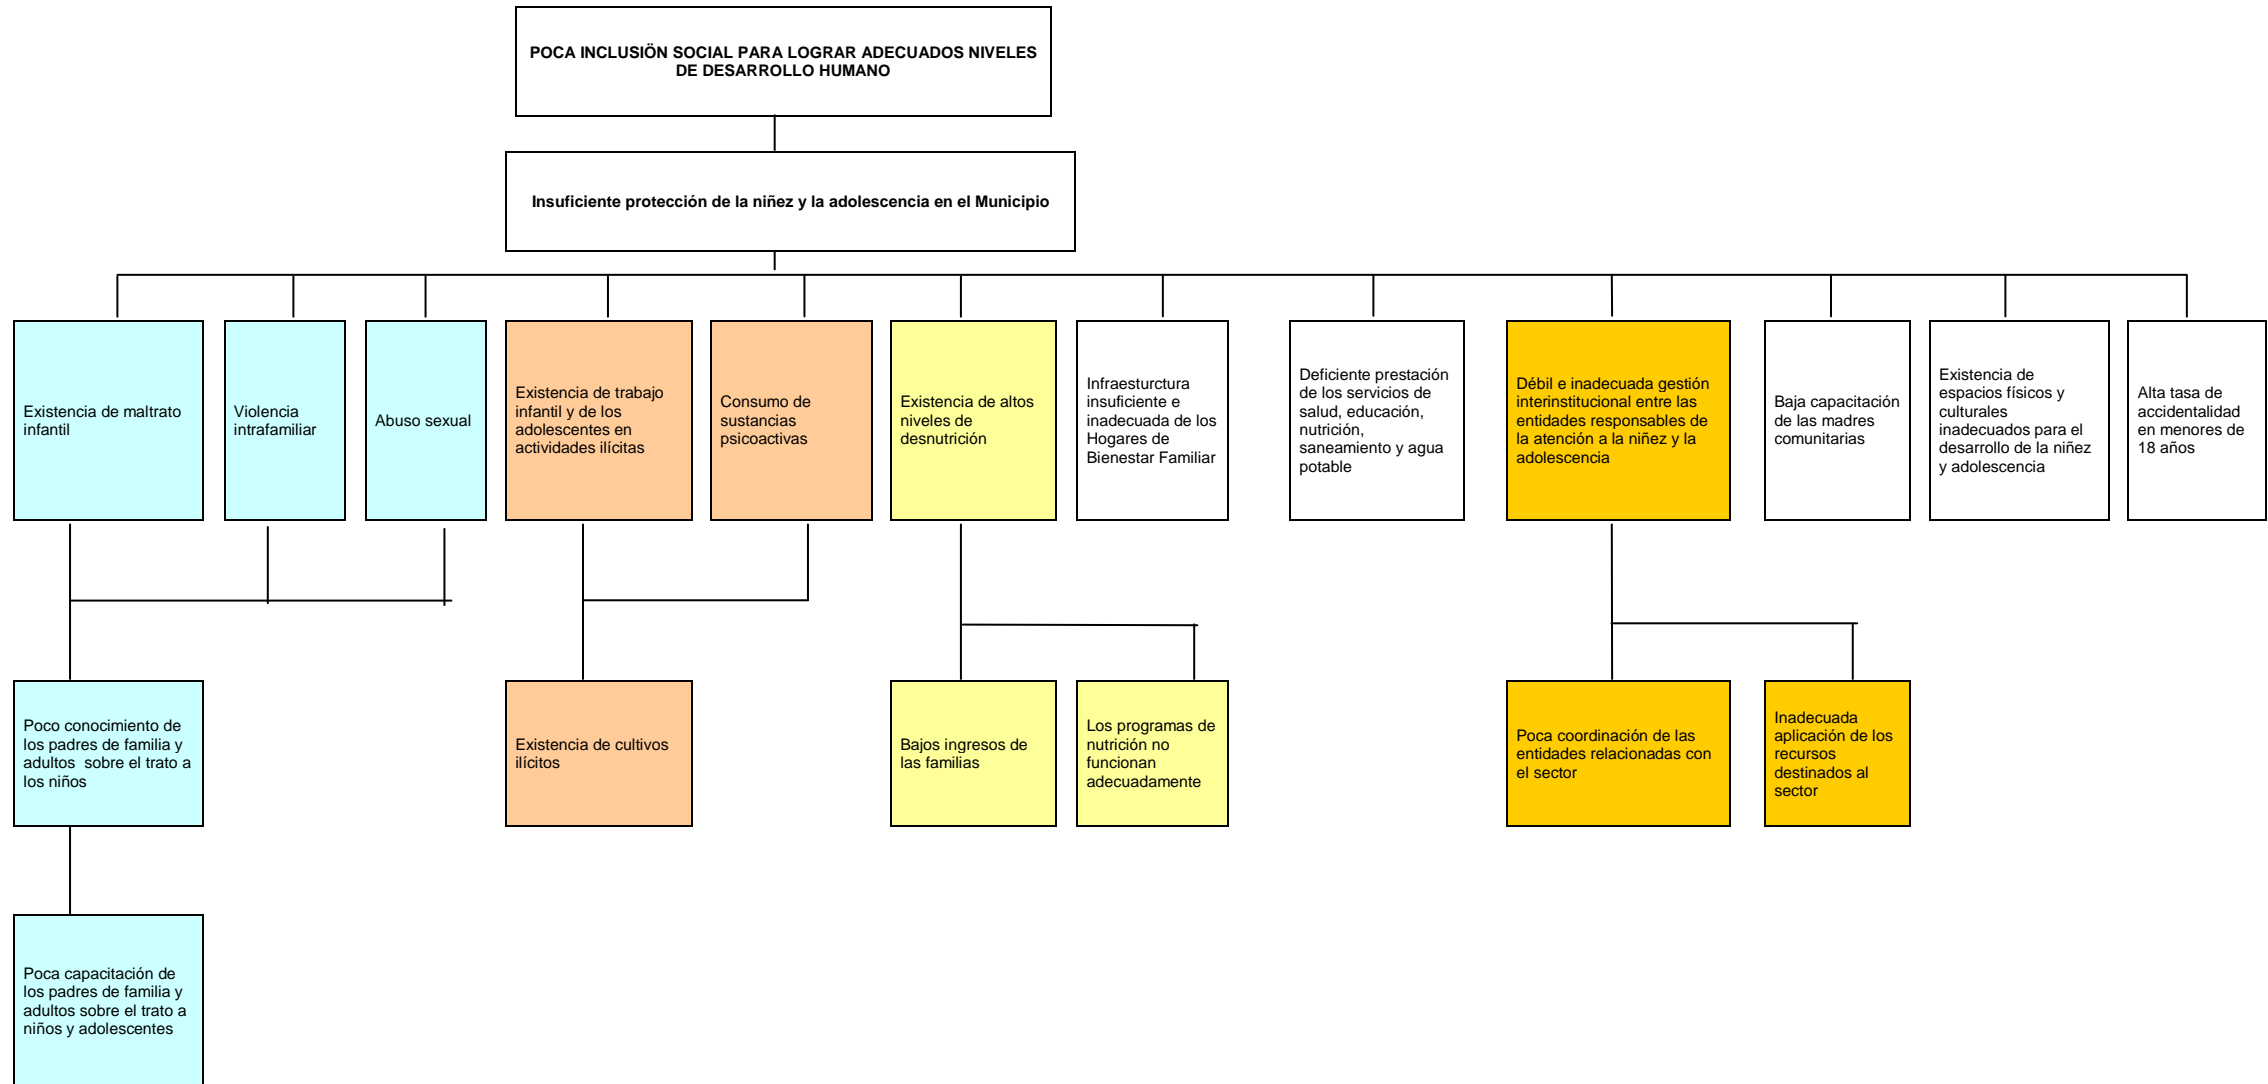 POCA INCLUSIÖN SOCIAL PARA LOGRAR ADECUADOS NIVELES
DE DESARROLLO HUMANO
Insuficiente protección de la niñez y la adolescencia en el Municipio
Existencia de maltrato
infantil
Violencia
intrafamiliar
Abuso sexual
Existencia de trabajo
infantil y de los
adolescentes en
actividades ilícitas
Consumo de
sustancias
psicoactivas
Existencia de altos
niveles de
desnutrición
Infraesturctura
insuficiente e
inadecuada de los
Hogares de
Bienestar Familiar
Deficiente prestación
de los servicios de
salud, educación,
nutrición,
saneamiento y agua
potable
Débil e inadecuada gestión
interinstitucional entre las
entidades responsables de
la atención a la niñez y la
adolescencia
Baja capacitación
de las madres
comunitarias
Existencia de
espacios físicos y
culturales
inadecuados para el
desarrollo de la niñez
y adolescencia
Alta tasa de
accidentalidad
en menores de
18 años
Poco conocimiento de
los padres de familia y
adultos  sobre el trato a
los niños
Existencia de cultivos
ilícitos
Bajos ingresos de
las familias
Los programas de
nutrición no
funcionan
adecuadamente
Poca coordinación de las
entidades relacionadas con
el sector
Inadecuada
aplicación de los
recursos
destinados al
sector
Poca capacitación de
los padres de familia y
adultos sobre el trato a
niños y adolescentes